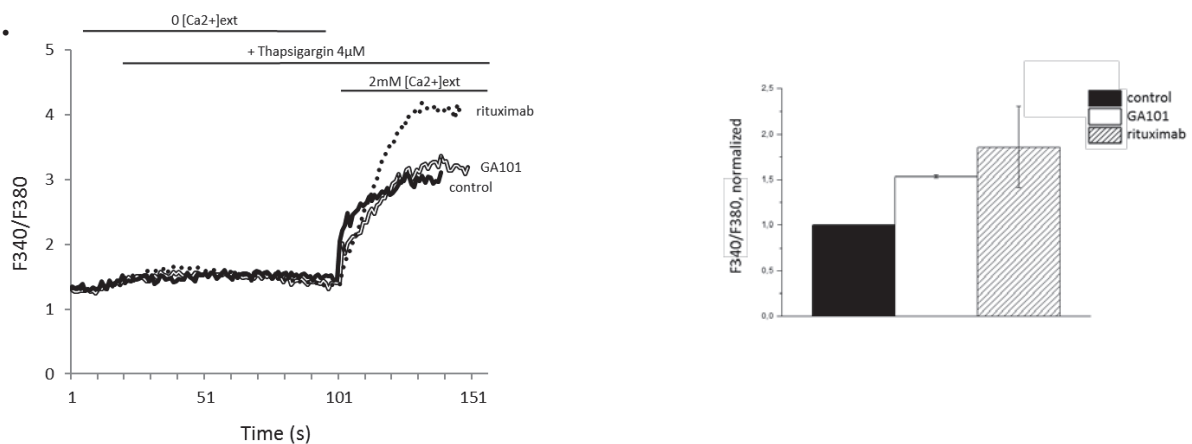 0 [Ca2+]ext
+ Thapsigargin 4μM
2mM [Ca2+]ext
5
4
3
2
1
0
F340/F380
rituximab
GA101
control
1
51
101
151
Time (s)
2,5
2,0
1,5
1,0
0,5
0,0
F340/F380, normalized
control
GA101
rituximab